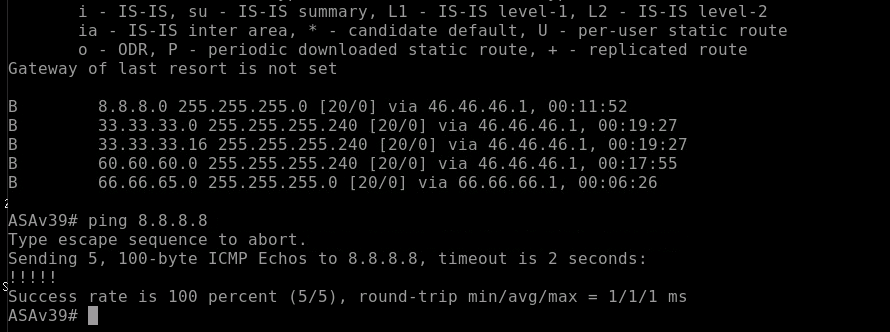 i - IS-IS, su - IS-IS summary, L1 - IS-IS level-1, L2 - IS-IS level-2
ia - IS-IS inter area, * - candidate default, U - per-user static route
o - ODR, P - periodic downloaded static route, + - replicated route
Gateway of last resort is not set
B        8.8.8.0 255.255.255.0 [20/0] via 46.46.46.1, 00:11:52
B        33.33.33.0 255.255.255.240 [20/0] via 46.46.46.1, 00:19:27
B        33.33.33.16 255.255.255.240 [20/0] via 46.46.46.1, 00:19:27
B        60.60.60.0 255.255.255.240 [20/0] via 46.46.46.1, 00:17:55
B        66.66.65.0 255.255.255.0 [20/0] via 66.66.66.1, 00:06:26
ASAv39# ping 8.8.8.8
Type escape sequence to abort.
Sending 5, 100-byte ICMP Echos to 8.8.8.8, timeout is 2 seconds:
!!!!!
Success rate is 100 percent (5/5), round-trip min/avg/max = 1/1/1 ms
ASAv39#